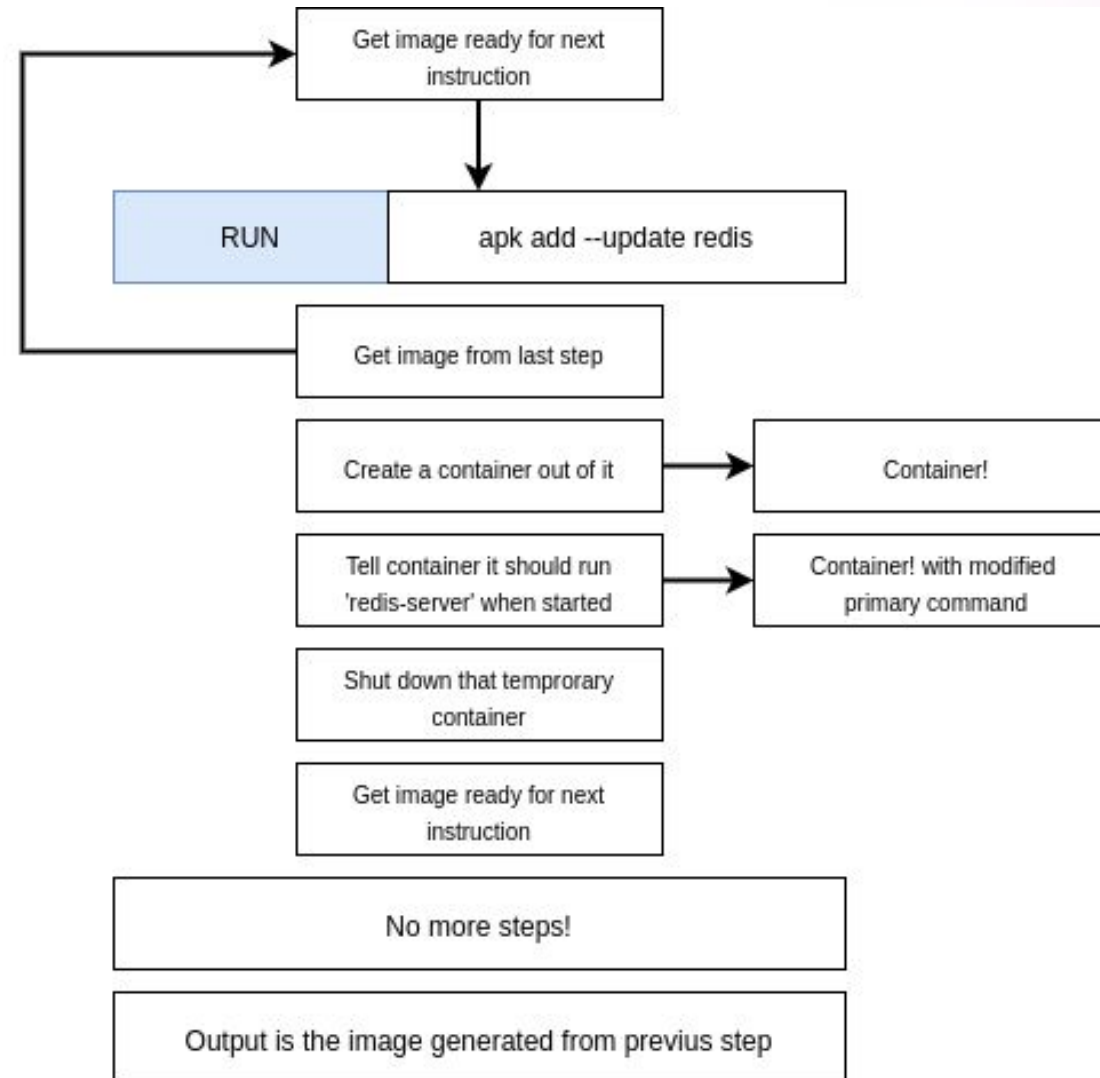 Get image ready for next
instruction
RUN
apk add --update redis
Get image from last step
Create a container out of it
Container!
Tell container it should run
'redis-server' when started
Container! with modified
primary command
Shut down that temprorary
container
Get image ready for next
instruction
No more steps!
Output is the image generated from previus step